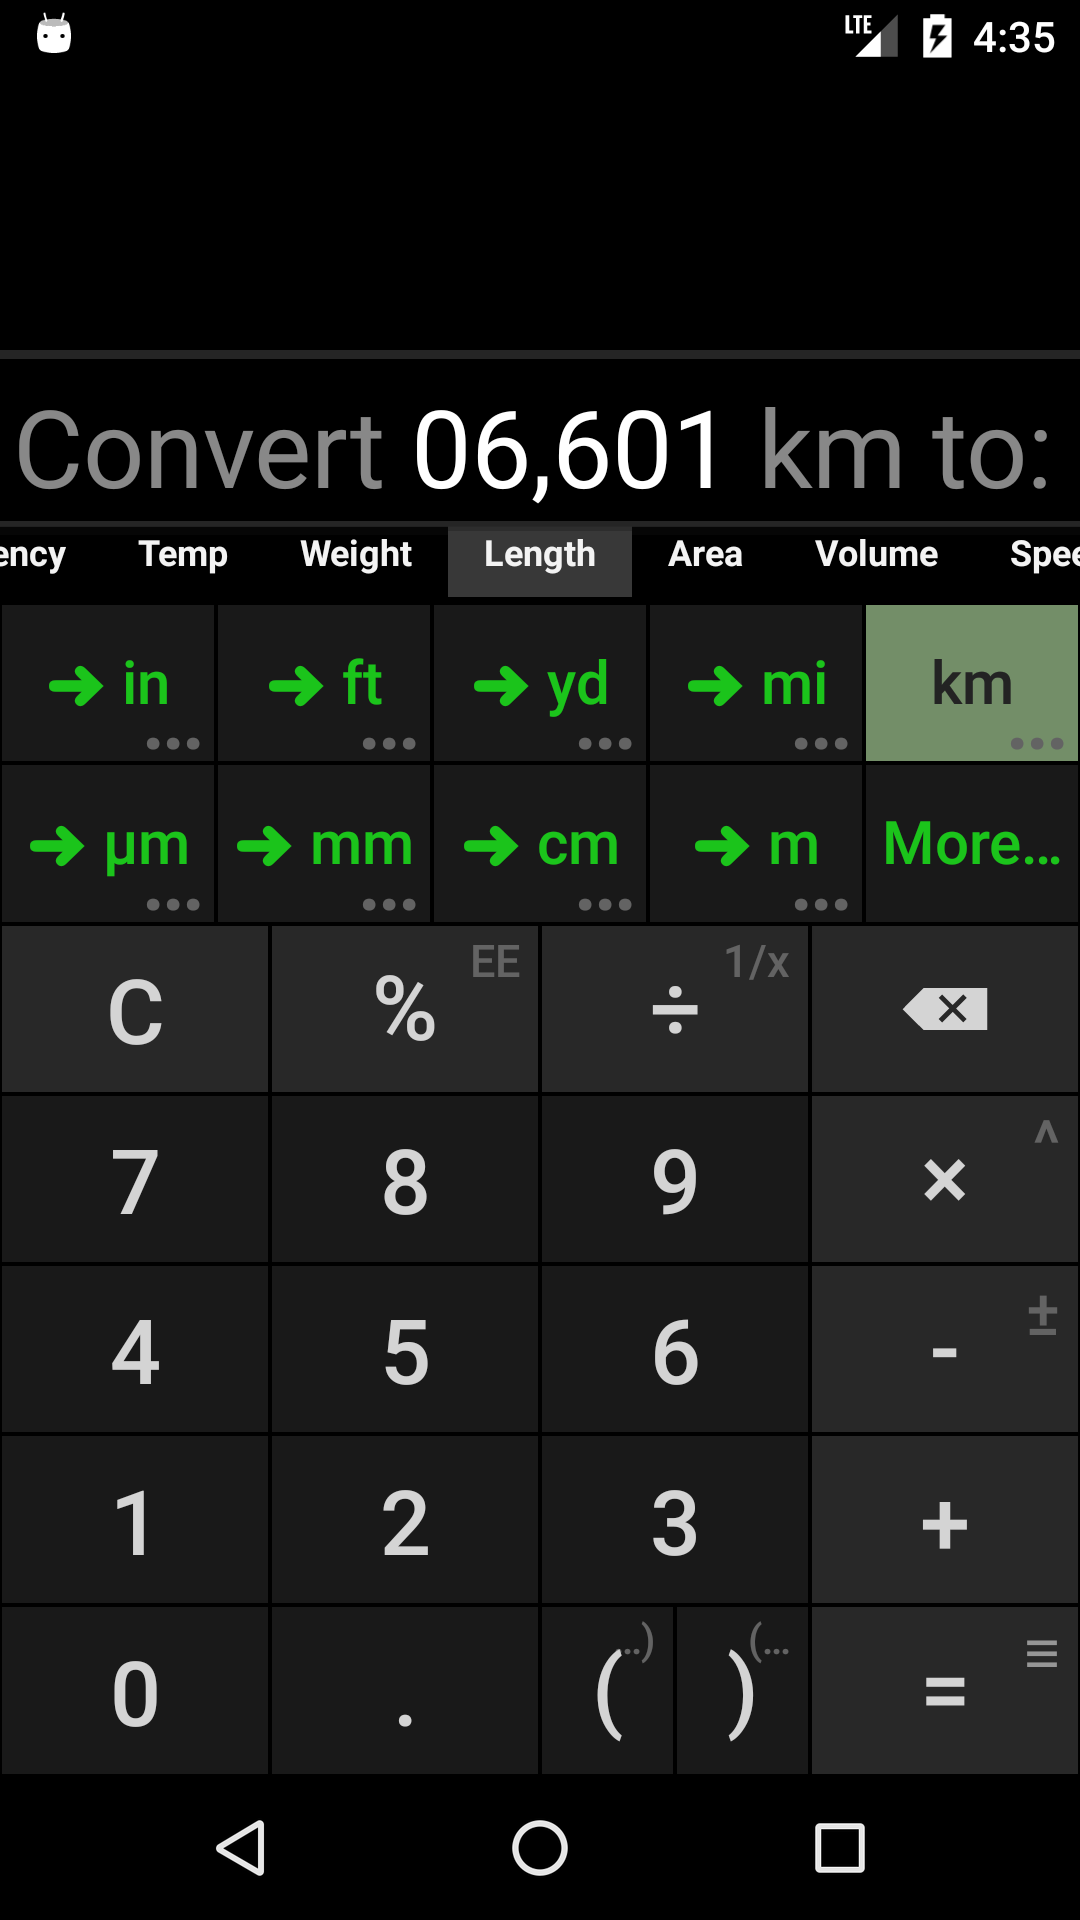 LTE 4:35
Convert 06,601 km to:
ency Temp Weight Length Area Volume Spee
→ in → ft → yd → mi km
→ µm → mm → cm → m More...
C % EE ÷ 1/x
7 8 9 × ^
4 5 6 - ±
1 2 3 +
0 . ( ..) ) (... =